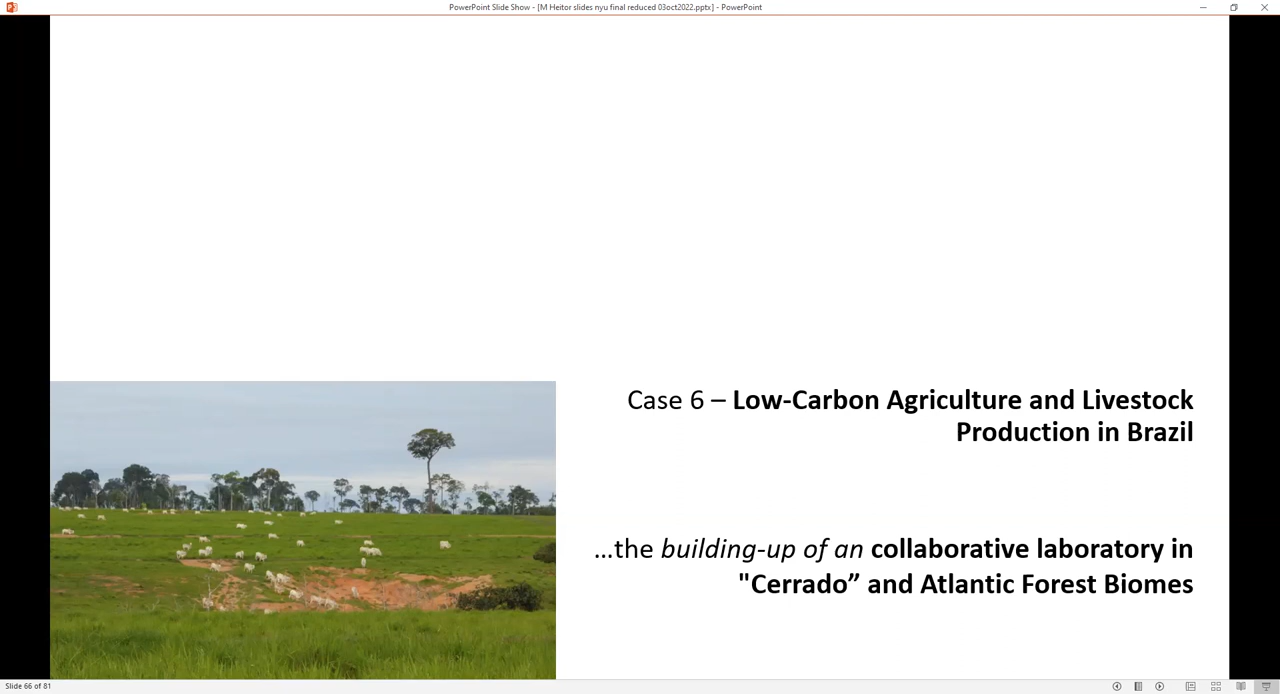 PowerPoint Slide Show - [M Heitor slides nyu final reduced 03oct2022.pptx] - PowerPoint
Case 6 – Low-Carbon Agriculture and Livestock
Production in Brazil
...the building-up of an collaborative laboratory in
"Cerrado” and Atlantic Forest Biomes
Slide 66 of 81